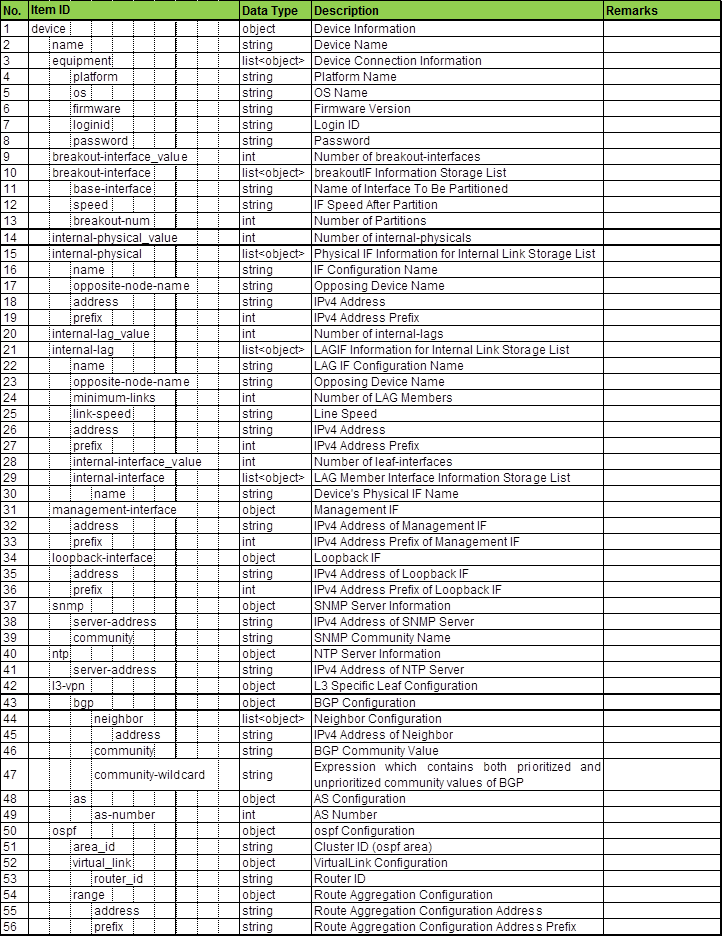 No. Item ID Data Type Description Remarks
1 device object Device Information
2 name string Device Name
3 equipment list<object> Device Connection Information
4 platform string Platform Name
5 os string OS Name
6 firmware string Firmware Version
7 loginid string Login ID
8 password string Password
9 breakout-interface_value int Number of breakout-interfaces
10 breakout-interface list<object> breakoutIF Information Storage List
11 base-interface string Name of Interface To Be Partitioned
12 speed string IF Speed After Partition
13 breakout-num int Number of Partitions
14 internal-physical_value int Number of internal-physicals
15 internal-physical list<object> Physical IF Information for Internal Link Storage List
16 name string IF Configuration Name
17 opposite-node-name string Opposing Device Name
18 address string IPv4 Address
19 prefix int IPv4 Address Prefix
20 internal-lag_value int Number of internal-lags
21 internal-lag list<object> LAGIF Information for Internal Link Storage List
22 name string LAG IF Configuration Name
23 opposite-node-name string Opposing Device Name
24 minimum-links int Number of LAG Members
25 link-speed string Line Speed
26 address string IPv4 Address
27 prefix int IPv4 Address Prefix
28 internal-interface_value int Number of leaf-interfaces
29 internal-interface list<object> LAG Member Interface Information Storage List
30 name string Device's Physical IF Name
31 management-interface object Management IF
32 address string IPv4 Address of Management IF
33 prefix int IPv4 Address Prefix of Management IF
34 loopback-interface object Loopback IF
35 address string IPv4 Address of Loopback IF
36 prefix int IPv4 Address Prefix of Loopback IF
37 snmp object SNMP Server Information
38 server-address string IPv4 Address of SNMP Server
39 community string SNMP Community Name
40 ntp object NTP Server Information
41 server-address string IPv4 Address of NTP Server
42 l3-vpn object L3 Specific Leaf Configuration
43 bgp object BGP Configuration
44 neighbor list<object> Neighbor Configuration
45 address string IPv4 Address of Neighbor
46 community string BGP Community Value
47 community-wildcard string Expression which contains both prioritized and
unprioritized community values of BGP
48 as object AS Configuration
49 as-number int AS Number
50 ospf object ospf Configuration
51 area_id string Cluster ID (ospf area)
52 virtual_link object VirtualLink Configuration
53 router_id string Router ID
54 range object Route Aggregation Configuration
55 address string Route Aggregation Configuration Address
56 prefix string Route Aggregation Configuration Address Prefix